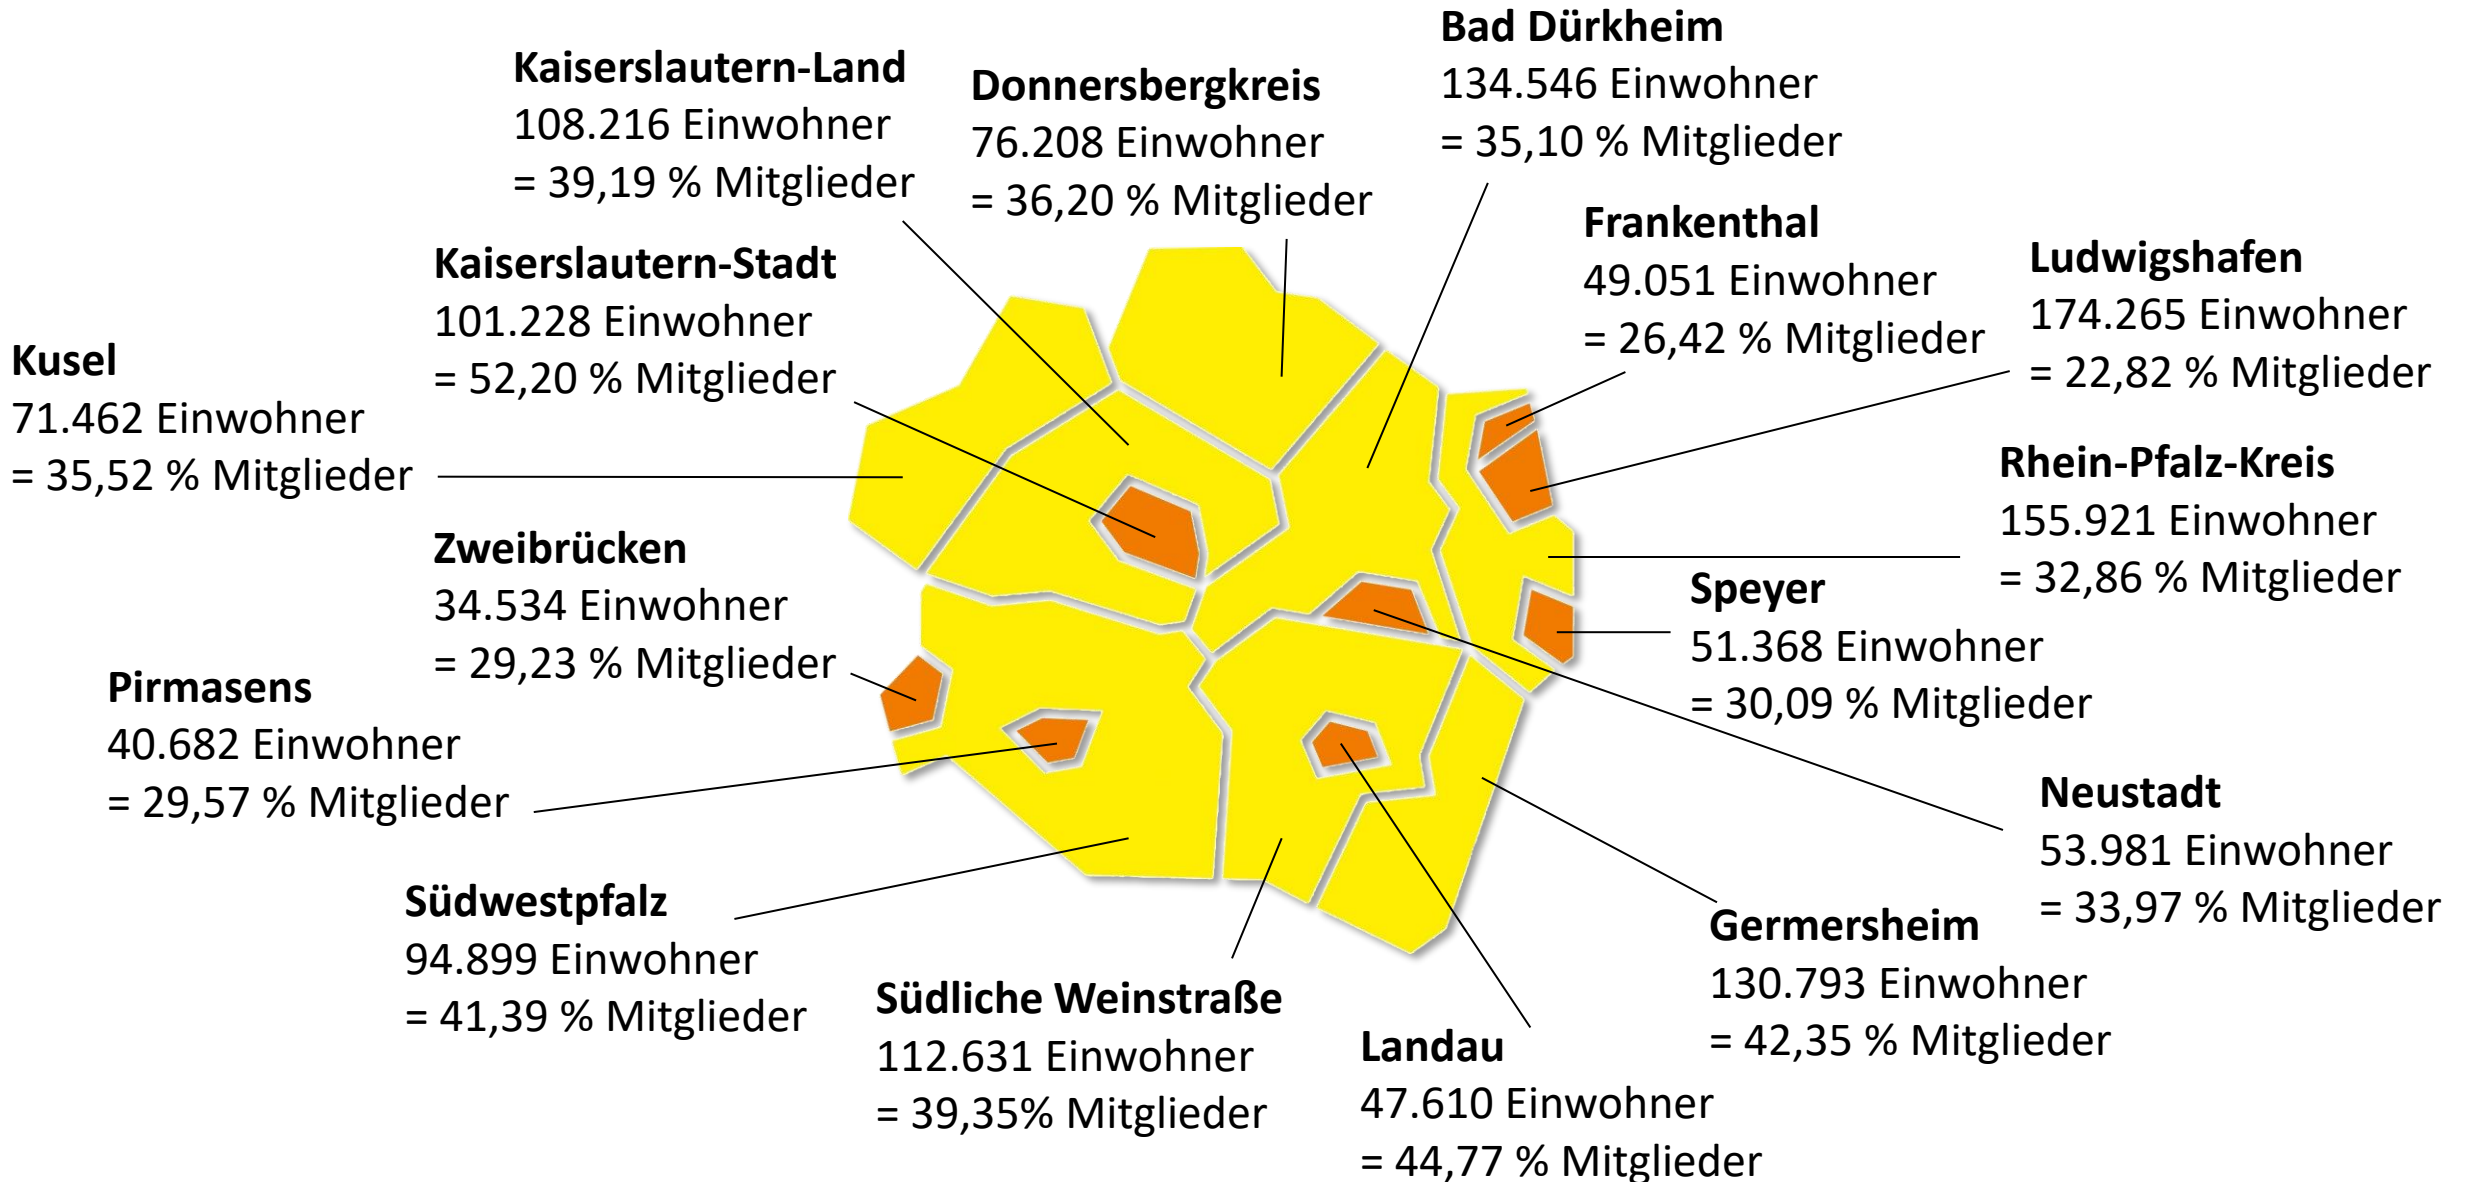 Bad Dürkheim
134.546 Einwohner
= 35,10 % Mitglieder
Kaiserslautern-Land
108.216 Einwohner
= 39,19 % Mitglieder
Donnersbergkreis
76.208 Einwohner
= 36,20 % Mitglieder
Frankenthal
49.051 Einwohner
= 26,42 % Mitglieder
Ludwigshafen
174.265 Einwohner
= 22,82 % Mitglieder
Kaiserslautern-Stadt
101.228 Einwohner
= 52,20 % Mitglieder
Kusel
71.462 Einwohner
= 35,52 % Mitglieder
Rhein-Pfalz-Kreis
155.921 Einwohner
= 32,86 % Mitglieder
Zweibrücken
34.534 Einwohner
= 29,23 % Mitglieder
Speyer
51.368 Einwohner
= 30,09 % Mitglieder
Pirmasens
40.682 Einwohner
= 29,57 % Mitglieder
Neustadt
53.981 Einwohner
= 33,97 % Mitglieder
Südwestpfalz
94.899 Einwohner
= 41,39 % Mitglieder
Germersheim
130.793 Einwohner
= 42,35 % Mitglieder
Südliche Weinstraße
112.631 Einwohner
= 39,35% Mitglieder
Landau
47.610 Einwohner
= 44,77 % Mitglieder